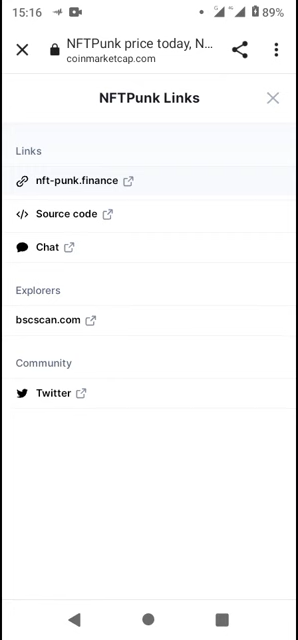 15:16
89%
NFTPunk price today, N...
coinmarketcap.com
NFTPunk Links
Links
nft-punk.finance
</> Source code
Chat
Explorers
bscscan.com
Community
Twitter